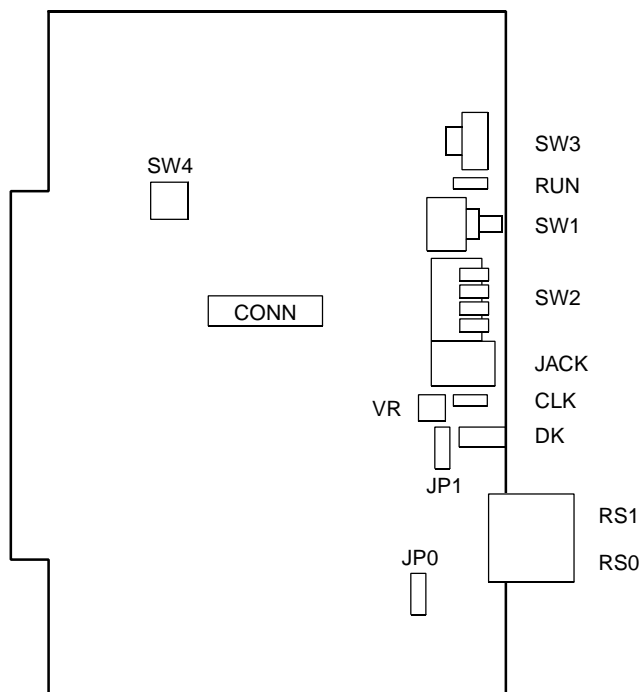 SW3
SW4
RUN
SW1
SW2
CONN
JACK
CLK
VR
DK
JP1
RS1
JP0
RS0